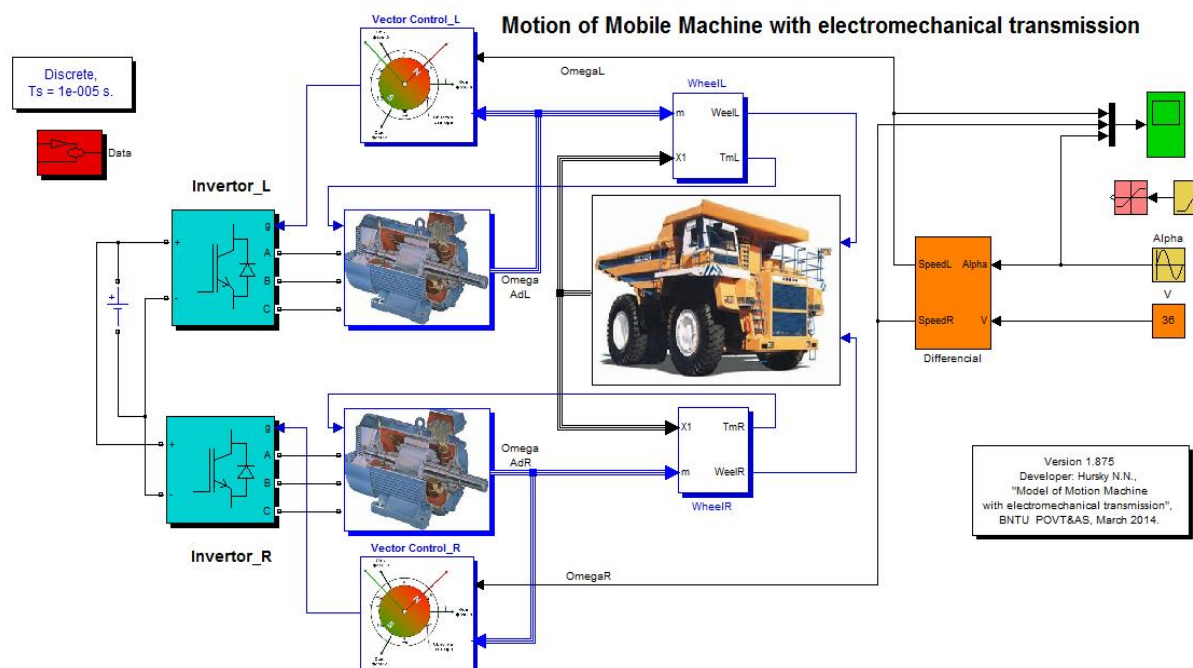 Motion of Mobile Machine with electromechanical transmission
Vector Control_L
Discrete,
Ts = 1e-005 s.
OmegaL
WheelL
m
WeelL
X1
TmL
Data
Invertor_L
g
+
A
B
-
C
+
Omega
AdL
Alpha
SpeedL
Alpha
V
SpeedR
V
36
Differencial
g
+
A
B
-
C
Invertor_R
Omega
AdR
X1
TmR
m
WeelR
WheelR
Vector Control_R
OmegaR
Version 1.875
Developer: Hursky N.N.,
"Model of Motion Machine
with electromechanical transmission",
BNTU POVT&AS, March 2014.